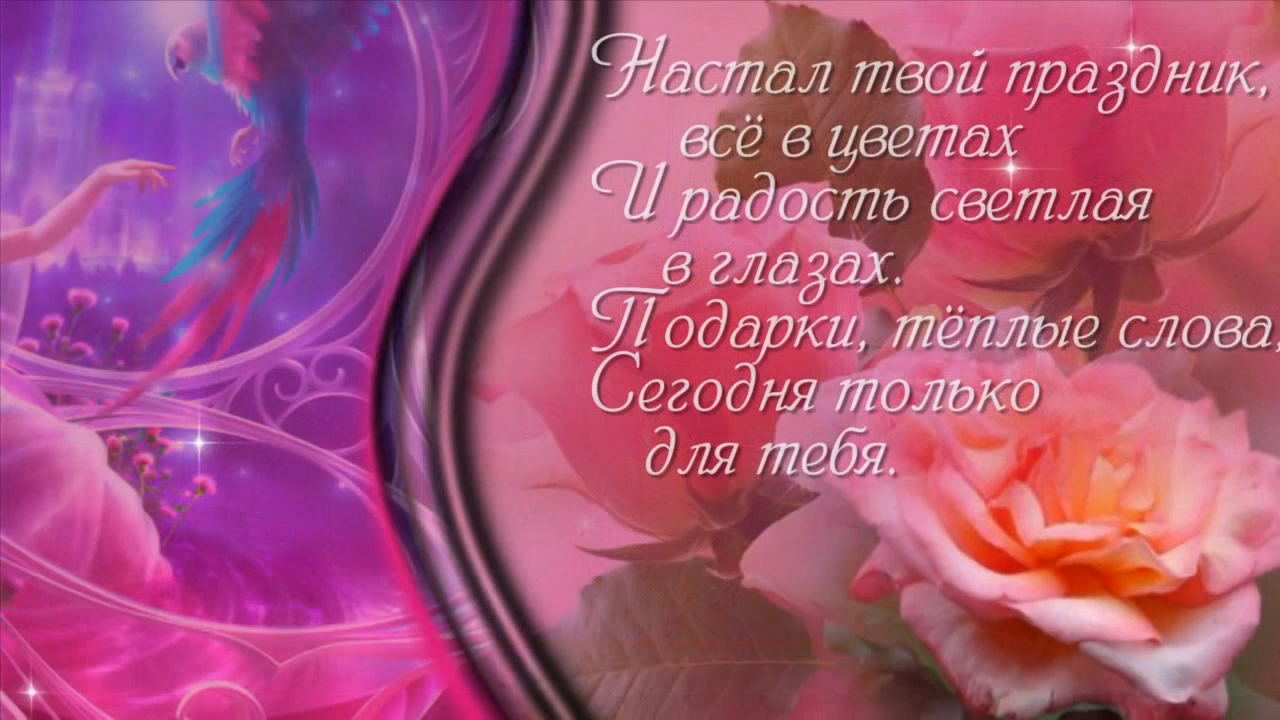 Настал твой праздник,
всё в цветах
И радость светлая
в глазах.
Подарки, тёплые слова,
Сегодня только
для тебя.